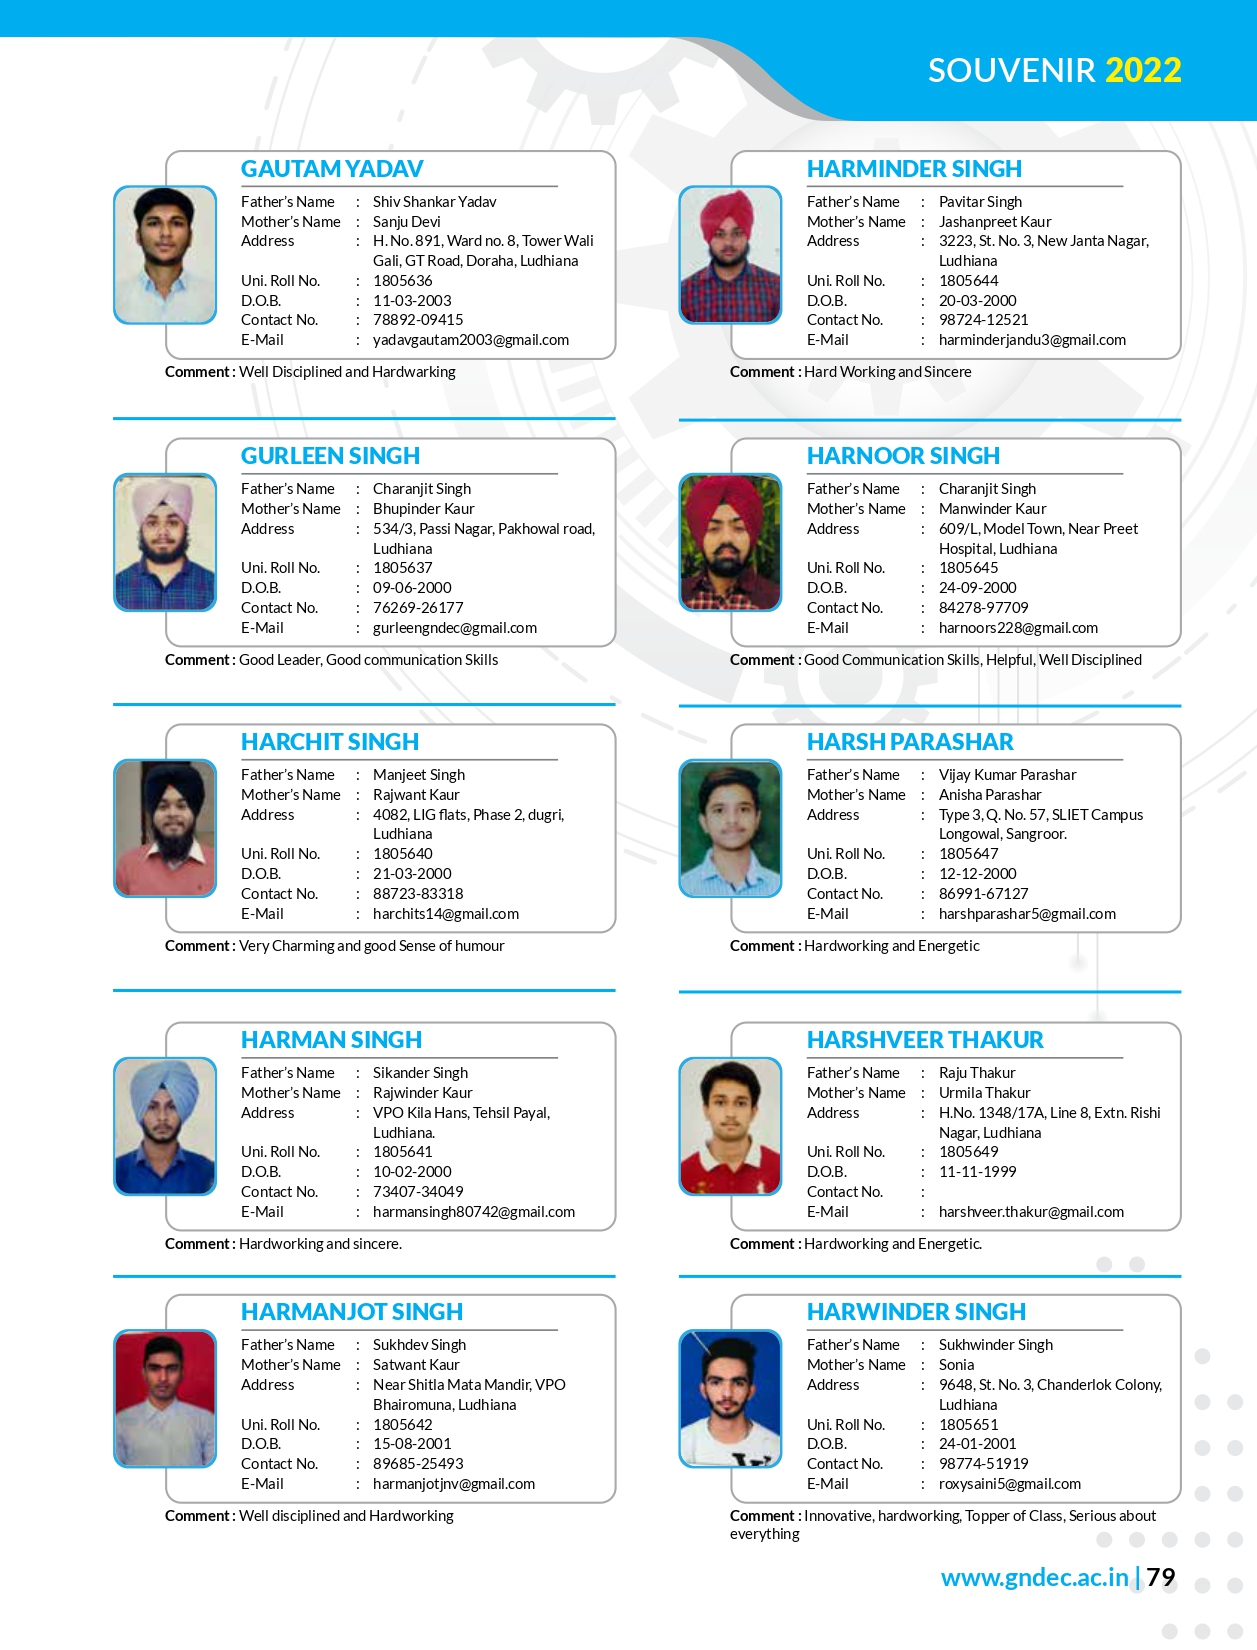 SOUVENIR 2022
GAUTAM YADAV
Father's Name : Shiv Shankar Yadav
Mother's Name : Sanju Devi
Address : H. No. 891, Ward no. 8, Tower Wali
Gali, GT Road, Doraha, Ludhiana
Uni. Roll No. : 1805636
D.O.B. : 11-03-2003
Contact No. : 78892-09415
E-Mail : yadavgautam2003@gmail.com
Comment : Well Disciplined and Hardwarking
GURLEEN SINGH
Father's Name : Charanjit Singh
Mother's Name : Bhupinder Kaur
Address : 534/3, Passi Nagar, Pakhowal road,
Ludhiana
Uni. Roll No. : 1805637
D.O.B. : 09-06-2000
Contact No. : 76269-26177
E-Mail : gurleengndec@gmail.com
Comment : Good Leader, Good communication Skills
HARCHIT SINGH
Father's Name : Manjeet Singh
Mother's Name : Rajwant Kaur
Address : 4082, LIG flats, Phase 2, dugri,
Ludhiana
Uni. Roll No. : 1805640
D.O.B. : 21-03-2000
Contact No. : 88723-83318
E-Mail : harchits14@gmail.com
Comment : Very Charming and good Sense of humour
HARMAN SINGH
Father's Name : Sikander Singh
Mother's Name : Rajwinder Kaur
Address : VPO Kila Hans, Tehsil Payal,
Ludhiana.
Uni. Roll No. : 1805641
D.O.B. : 10-02-2000
Contact No. : 73407-34049
E-Mail : harmansingh80742@gmail.com
Comment : Hardworking and sincere.
HARMANJOT SINGH
Father's Name : Sukhdev Singh
Mother's Name : Satwant Kaur
Address : Near Shitla Mata Mandir, VPO
Bhairomuna, Ludhiana
Uni. Roll No. : 1805642
D.O.B. : 15-08-2001
Contact No. : 89685-25493
E-Mail : harmanjotjnv@gmail.com
Comment : Well disciplined and Hardworking
HARMINDER SINGH
Father's Name : Pavitar Singh
Mother's Name : Jashanpreet Kaur
Address : 3223, St. No. 3, New Janta Nagar,
Ludhiana
Uni. Roll No. : 1805644
D.O.B. : 20-03-2000
Contact No. : 98724-12521
E-Mail : harminderjandu3@gmail.com
Comment : Hard Working and Sincere
HARNOOR SINGH
Father's Name : Charanjit Singh
Mother's Name : Manwinder Kaur
Address : 609/L, Model Town, Near Preet
Hospital, Ludhiana
Uni. Roll No. : 1805645
D.O.B. : 24-09-2000
Contact No. : 84278-97709
E-Mail : harnoors228@gmail.com
Comment : Good Communication Skills, Helpful, Well Disciplined
HARSH PARASHAR
Father's Name : Vijay Kumar Parashar
Mother's Name : Anisha Parashar
Address : Type 3, Q. No. 57, SLIET Campus
Longowal, Sangroor.
Uni. Roll No. : 1805647
D.O.B. : 12-12-2000
Contact No. : 86991-67127
E-Mail : harshparashar5@gmail.com
Comment : Hardworking and Energetic
HARSHVEER THAKUR
Father's Name : Raju Thakur
Mother's Name : Urmila Thakur
Address : H.No. 1348/17A, Line 8, Extn. Rishi
Nagar, Ludhiana
Uni. Roll No. : 1805649
D.O.B. : 11-11-1999
Contact No. :
E-Mail : harshveer.thakur@gmail.com
Comment : Hardworking and Energetic.
HARWINDER SINGH
Father's Name : Sukhwinder Singh
Mother's Name : Sonia
Address : 9648, St. No. 3, Chanderlok Colony,
Ludhiana
Uni. Roll No. : 1805651
D.O.B. : 24-01-2001
Contact No. : 98774-51919
E-Mail : roxysaini5@gmail.com
Comment : Innovative, hardworking, Topper of Class, Serious about
everything
www.gndec.ac.in | 79